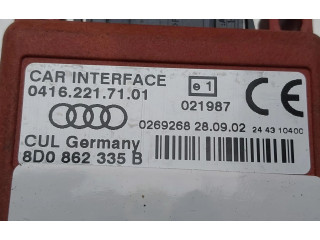 CAR INTERFACE
0416.221.71.01
e 1
021987
CE
0269268 28.09.02 24 43 1040C
CUL Germany
8D0 862 335 B